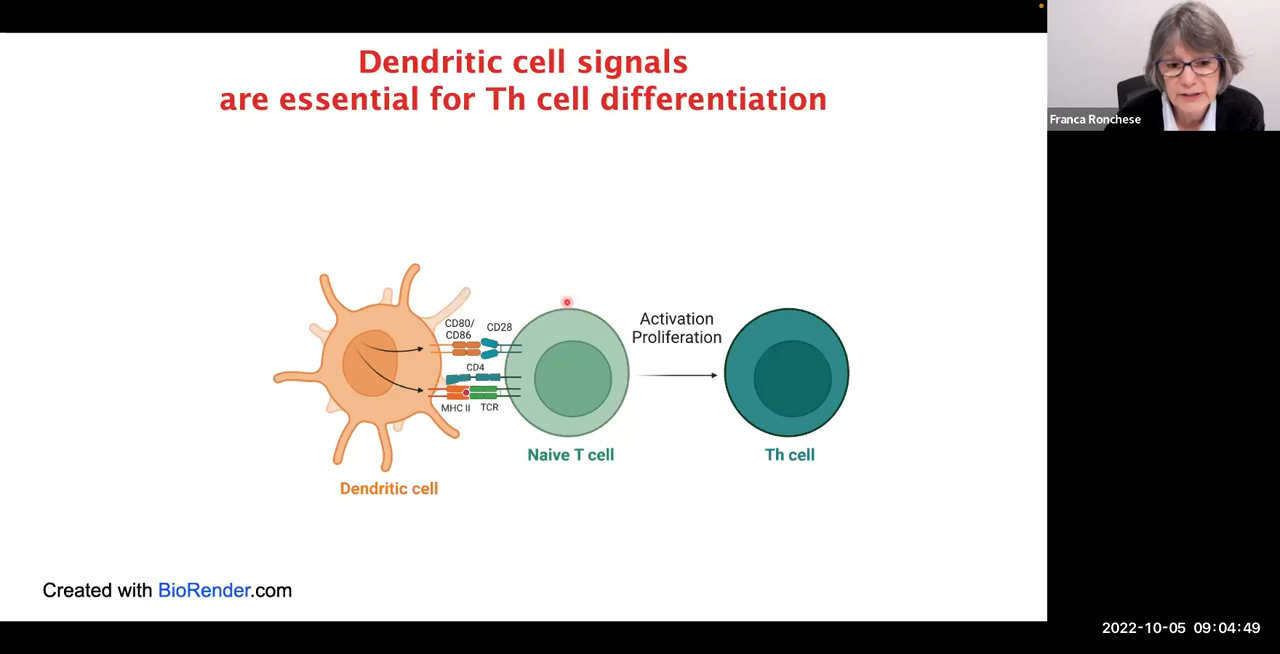 Dendritic cell signals
are essential for Th cell differentiation
Franca Ronchese
CD80/
CD86
CD28
CD4
MHC II
TCR
Activation
Proliferation
Naive T cell
Th cell
Dendritic cell
Created with BioRender.com
2022-10-05 09:04:49